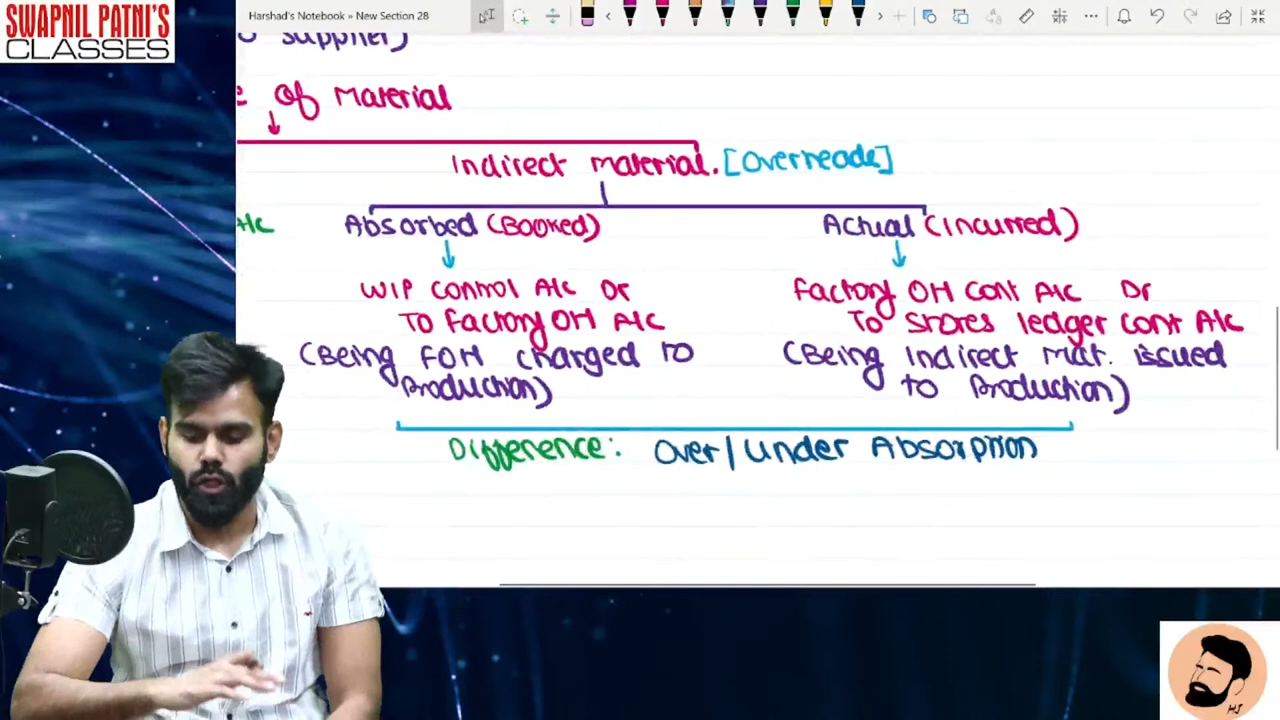 SWAPNIL PATNI'S
CLASSES
Harshad's Notebook » New Section 28
supplier)
e of Material
Indirect material. [Overheads]
A/c Absorbed (Booked) Actual (Incurred)
WIP Control A/c Dr Factory OH Cont A/c Dr
To Factory OH A/c To Stores ledger Cont A/c
(Being FOH charged to (Being Indirect Mat. issued
Production) to Production)
Difference: Over/Under Absorption
HS